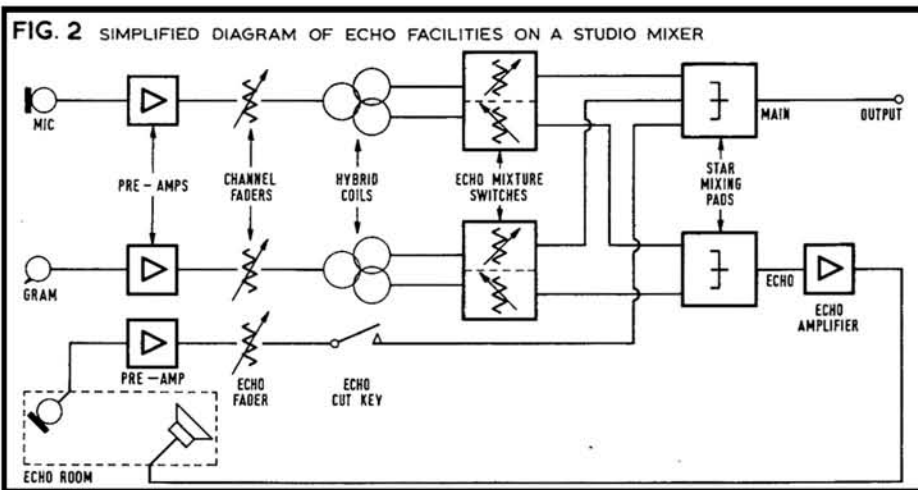 FIG. 2 SIMPLIFIED DIAGRAM OF ECHO FACILITIES ON A STUDIO MIXER
MIC
MAIN
OUTPUT
PRE-AMPS
CHANNEL
FADERS
HYBRID
COILS
ECHO MIXTURE
SWITCHES
STAR
MIXING
PADS
GRAM
ECHO
ECHO
AMPLIFIER
PRE-AMP
ECHO
FADER
ECHO
CUT KEY
ECHO ROOM